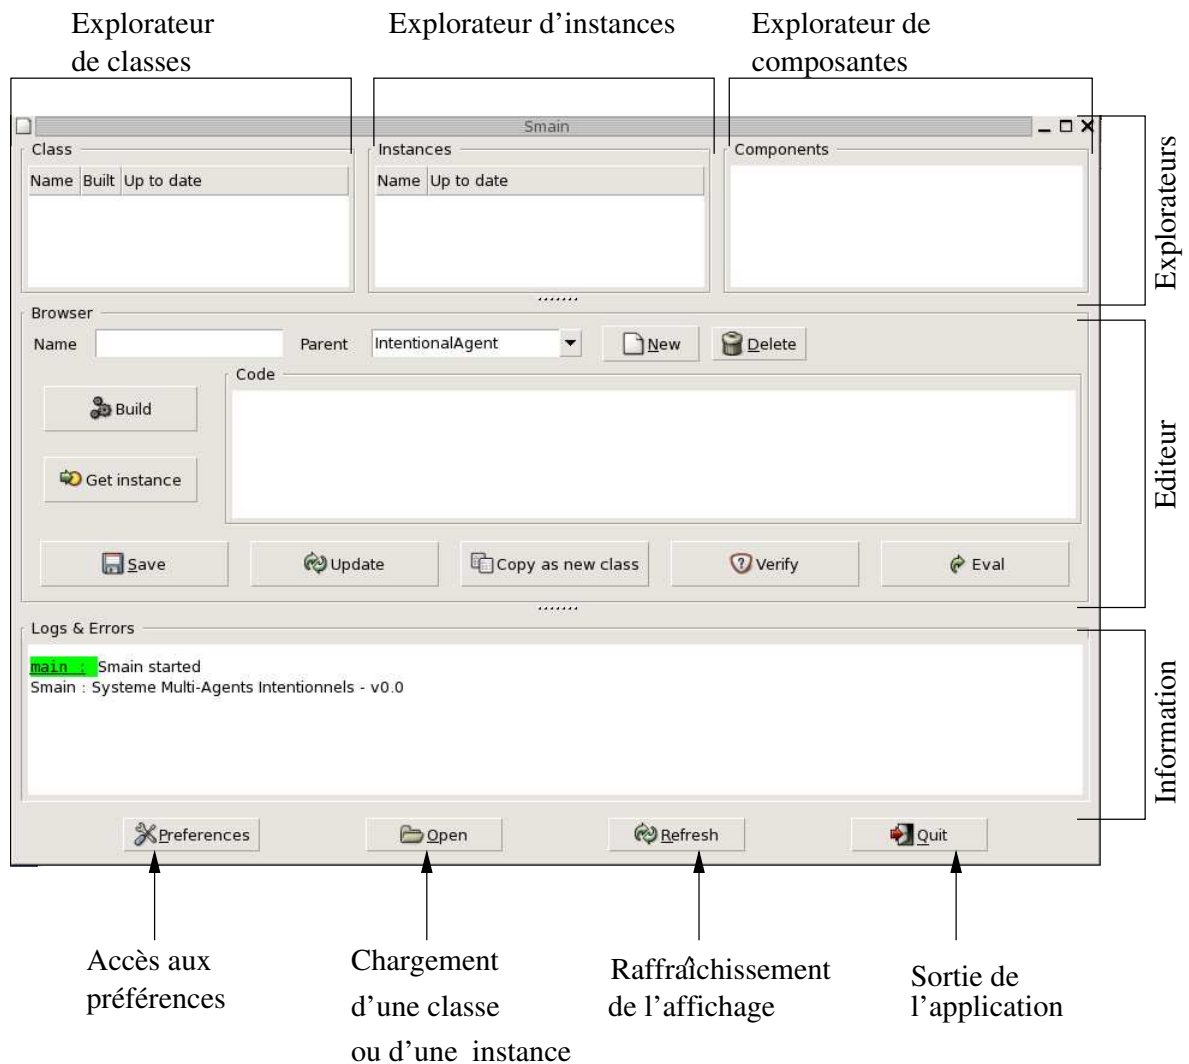 Explorateur
de classes
Explorateur d'instances
Explorateur de
composantes
Smain
Class
Instances
Components
Name Built Up to date
Name Up to date
Explorateurs
Browser
Name
Parent
IntentionalAgent
New
Delete
Code
Build
Get instance
Editeur
Save
Update
Copy as new class
Verify
Eval
Logs & Errors
main : Smain started
Smain : Systeme Multi-Agents Intentionnels - v0.0
Information
Preferences
Open
Refresh
Quit
Accès aux
préférences
Chargement
d'une classe
ou d'une instance
Raffraîchissement
de l'affichage
Sortie de
l'application